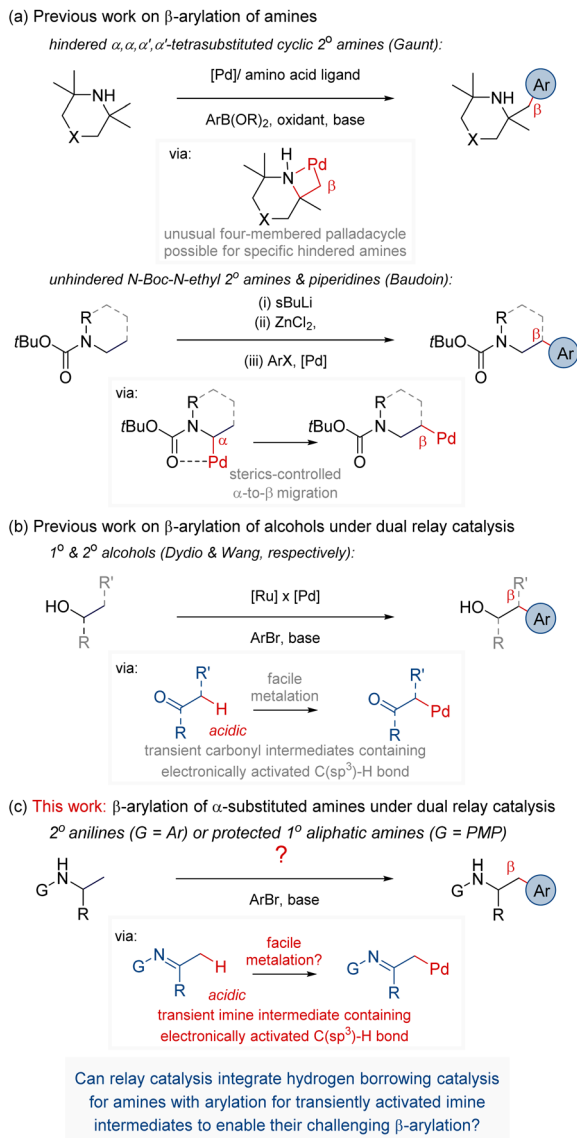 (a) Previous work on β-arylation of amines
hindered α,α,α',α'-tetrasubstituted cyclic 2º amines (Gaunt):
NH
X
[Pd]/ amino acid ligand
ArB(OR)2, oxidant, base
NH
X
β
Ar
via:
H
N
Pd
β
X
unusual four-membered palladacycle
possible for specific hindered amines
unhindered N-Boc-N-ethyl 2º amines & piperidines (Baudoin):
R
N
tBuO
O
(i) sBuLi
(ii) ZnCl2,
(iii) ArX, [Pd]
R
N
tBuO
O
β
Ar
via:
R
N
tBuO
O
α
Pd
R
N
tBuO
O
β
Pd
sterics-controlled
α-to-β migration
(b) Previous work on β-arylation of alcohols under dual relay catalysis
1º & 2º alcohols (Dydio & Wang, respectively):
R'
HO
R
[Ru] x [Pd]
ArBr, base
R'
β
HO
R
Ar
via:
R'
O
H
R
acidic
facile
metalation
R'
O
Pd
R
transient carbonyl intermediates containing
electronically activated C(sp3)-H bond
(c) This work: β-arylation of α-substituted amines under dual relay catalysis
2º anilines (G = Ar) or protected 1º aliphatic amines (G = PMP)
H
N
G
R
?
ArBr, base
H
N
G
R
β
Ar
via:
G
N
H
R
acidic
facile
metalation?
G
N
Pd
R
transient imine intermediate containing
electronically activated C(sp3)-H bond
Can relay catalysis integrate hydrogen borrowing catalysis
for amines with arylation for transiently activated imine
intermediates to enable their challenging β-arylation?